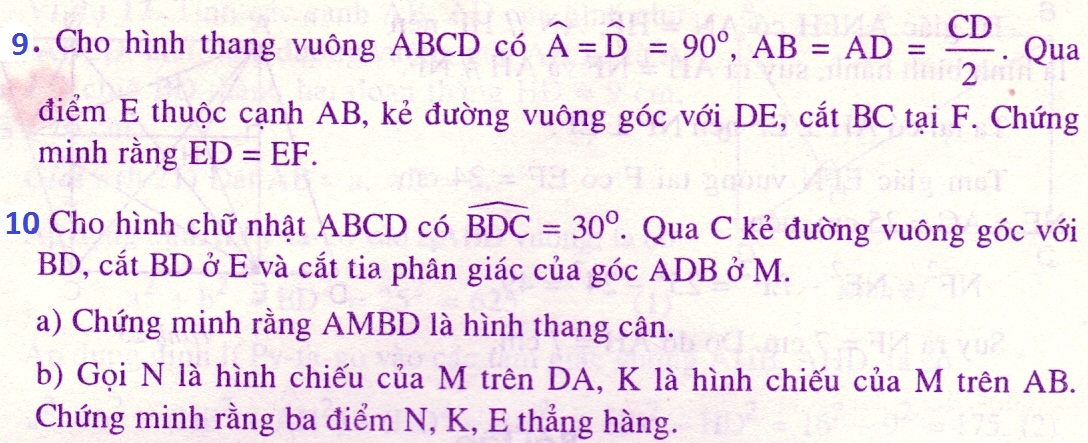 9. Cho hình thang vuông ABCD có Â = D̂ = 90°, AB = AD = CD/2. Qua
điểm E thuộc cạnh AB, kẻ đường vuông góc với DE, cắt BC tại F. Chứng
minh rằng ED = EF.
10 Cho hình chữ nhật ABCD có \widehat{BDC} = 30°. Qua C kẻ đường vuông góc với
BD, cắt BD ở E và cắt tia phân giác của góc ADB ở M.
a) Chứng minh rằng AMBD là hình thang cân.
b) Gọi N là hình chiếu của M trên DA, K là hình chiếu của M trên AB.
Chứng minh rằng ba điểm N, K, E thẳng hàng.